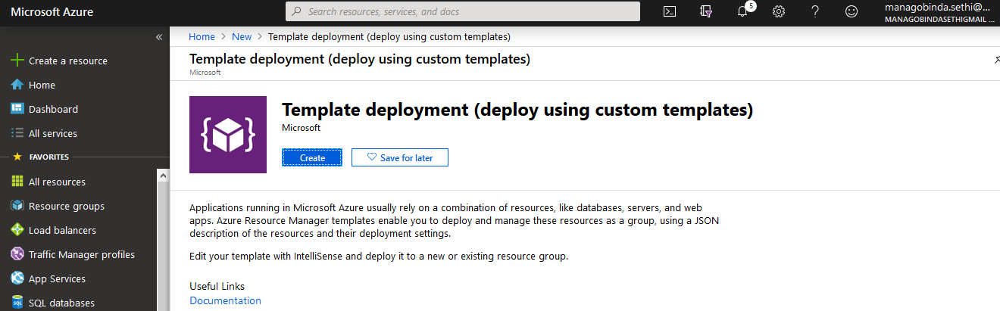 Microsoft Azure
Search resources, services, and docs
5
managobinda.sethi@...
MANAGOBINDASETHIGMAIL ...
«
Create a resource
Home
Dashboard
All services
FAVORITES
All resources
Resource groups
Load balancers
Traffic Manager profiles
App Services
SQL databases
Home > New > Template deployment (deploy using custom templates)
Template deployment (deploy using custom templates)
Microsoft
Template deployment (deploy using custom templates)
Microsoft
Create
Save for later
Applications running in Microsoft Azure usually rely on a combination of resources, like databases, servers, and web
apps. Azure Resource Manager templates enable you to deploy and manage these resources as a group, using a JSON
description of the resources and their deployment settings.
Edit your template with IntelliSense and deploy it to a new or existing resource group.
Useful Links
Documentation